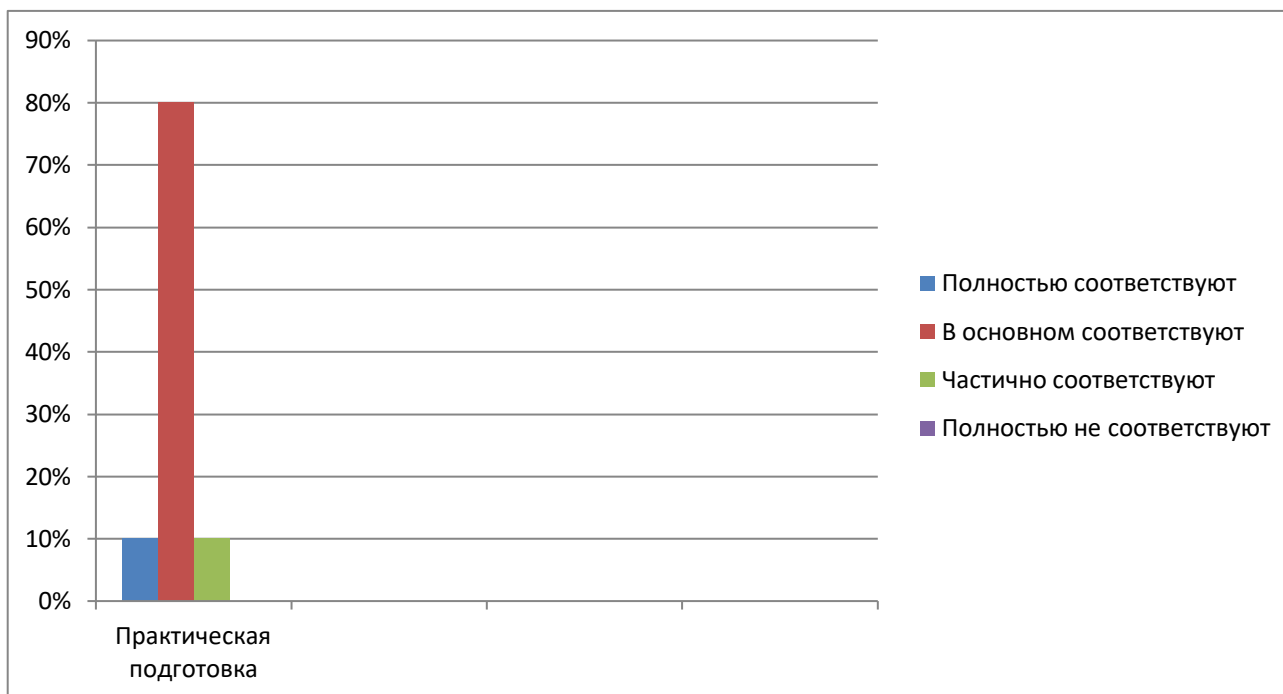 90%
80%
70%
60%
50%
40%
30%
20%
10%
0%
Практическая
подготовка
Полностью соответствуют
В основном соответствуют
Частично соответствуют
Полностью не соответствуют